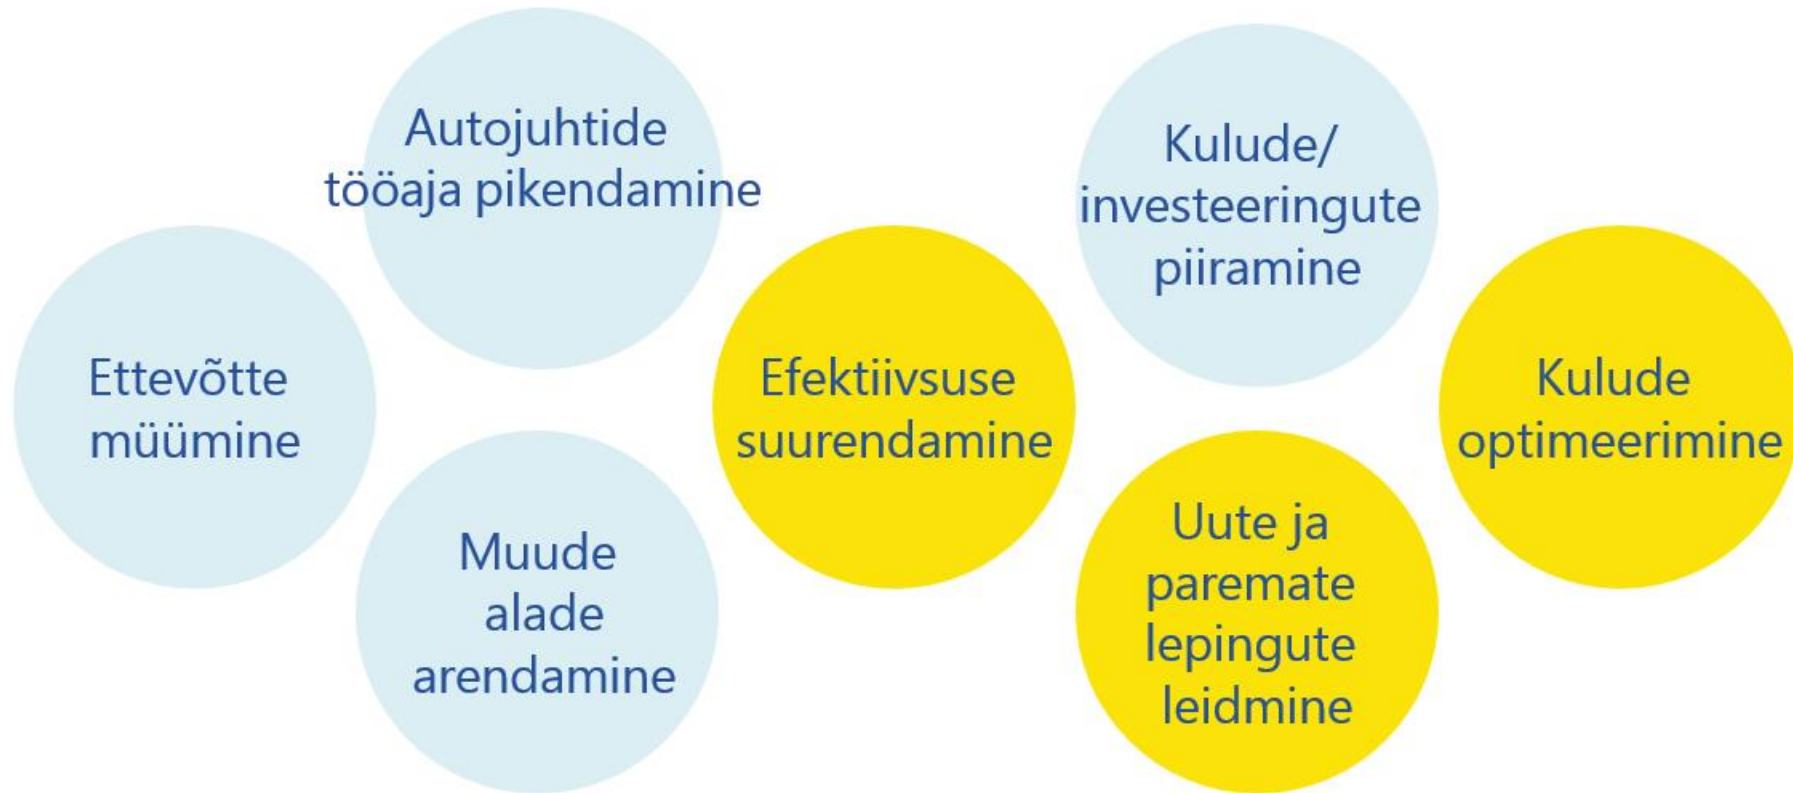 Autojuhtide
tööaja pikendamine
Kulude/
investeeringute
piiramine
Ettevõtte
müümine
Efektiivsuse
suurendamine
Kulude
optimeerimine
Muude
alade
arendamine
Uute ja
paremate
lepingute
leidmine